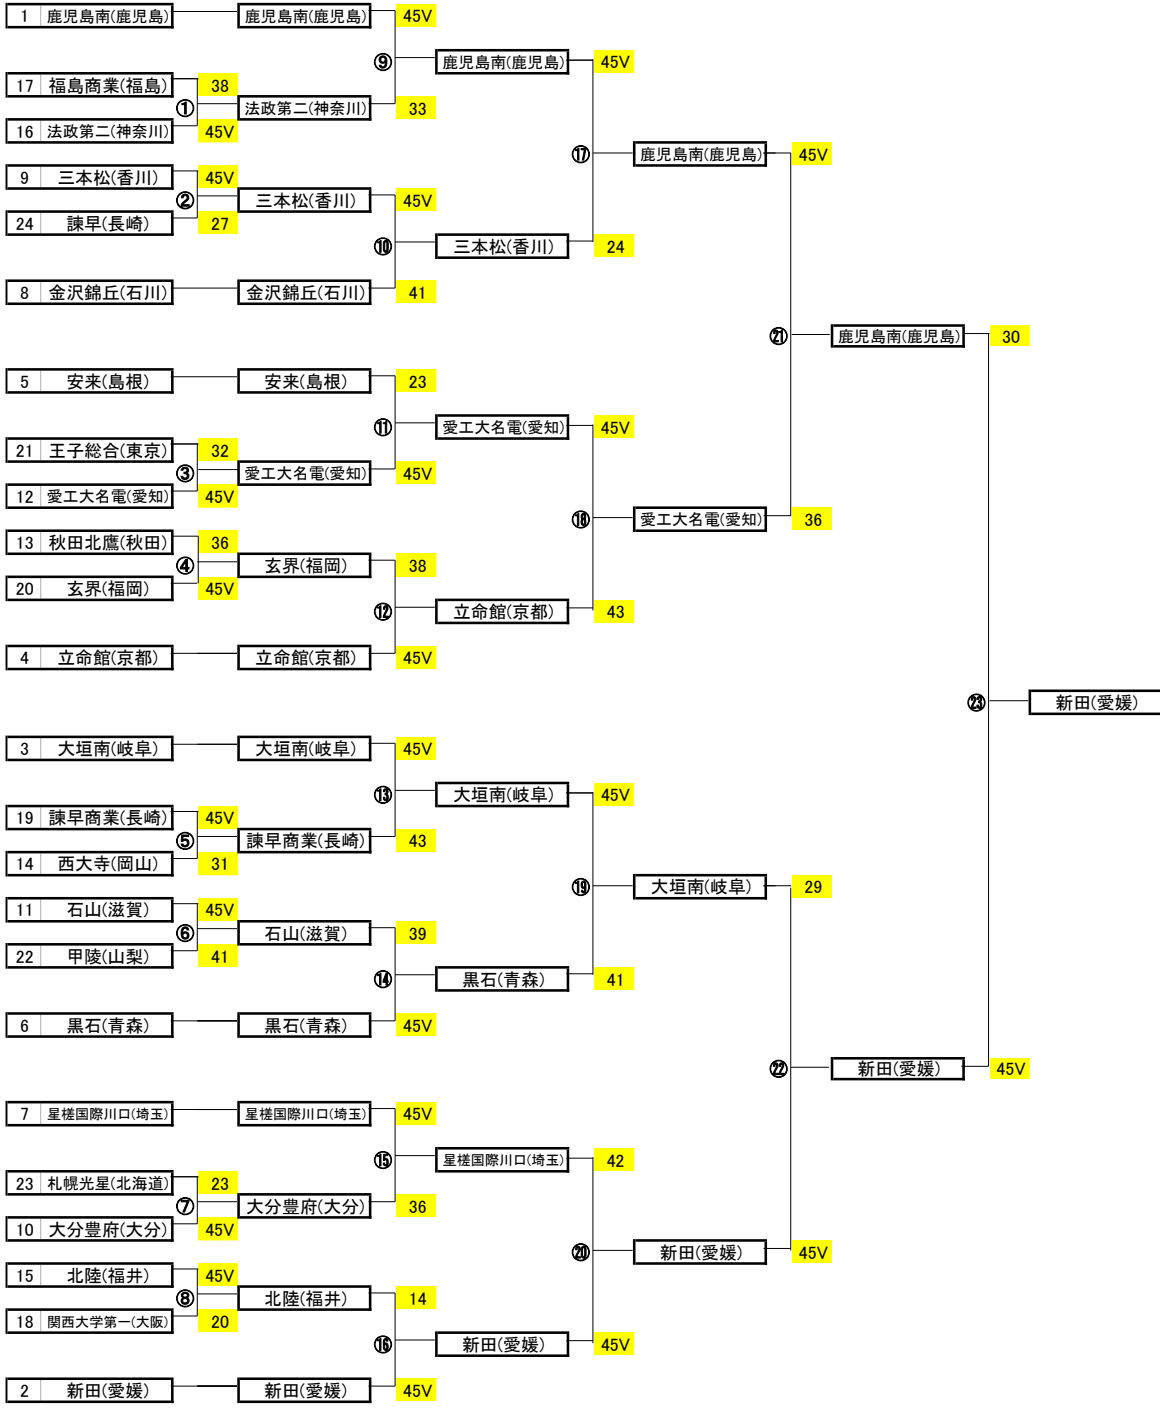 1 鹿児島南(鹿児島) 鹿児島南(鹿児島) 45V
⑨ 鹿児島南(鹿児島) 45V
17 福島商業(福島) 38
① 法政第二(神奈川) 33
16 法政第二(神奈川) 45V
⑰ 鹿児島南(鹿児島) 45V
9 三本松(香川) 45V
② 三本松(香川) 45V
24 諫早(長崎) 27
⑩ 三本松(香川) 24
8 金沢錦丘(石川) 金沢錦丘(石川) 41
㉑ 鹿児島南(鹿児島) 30
5 安来(島根) 安来(島根) 23
⑪ 愛工大名電(愛知) 45V
21 王子総合(東京) 32
③ 愛工大名電(愛知) 45V
12 愛工大名電(愛知) 45V
⑱ 愛工大名電(愛知) 36
13 秋田北鷹(秋田) 36
④ 玄界(福岡) 38
20 玄界(福岡) 45V
⑫ 立命館(京都) 43
4 立命館(京都) 立命館(京都) 45V
㉓ 新田(愛媛)
3 大垣南(岐阜) 大垣南(岐阜) 45V
⑬ 大垣南(岐阜) 45V
19 諫早商業(長崎) 45V
⑤ 諫早商業(長崎) 43
14 西大寺(岡山) 31
⑲ 大垣南(岐阜) 29
11 石山(滋賀) 45V
⑥ 石山(滋賀) 39
22 甲陵(山梨) 41
⑭ 黒石(青森) 41
6 黒石(青森) 黒石(青森) 45V
㉒ 新田(愛媛) 45V
7 星槎国際川口(埼玉) 星槎国際川口(埼玉) 45V
⑮ 星槎国際川口(埼玉) 42
23 札幌光星(北海道) 23
⑦ 大分豊府(大分) 36
10 大分豊府(大分) 45V
⑳ 新田(愛媛) 45V
15 北陸(福井) 45V
⑧ 北陸(福井) 14
18 関西大学第一(大阪) 20
⑯ 新田(愛媛) 45V
2 新田(愛媛) 新田(愛媛) 45V